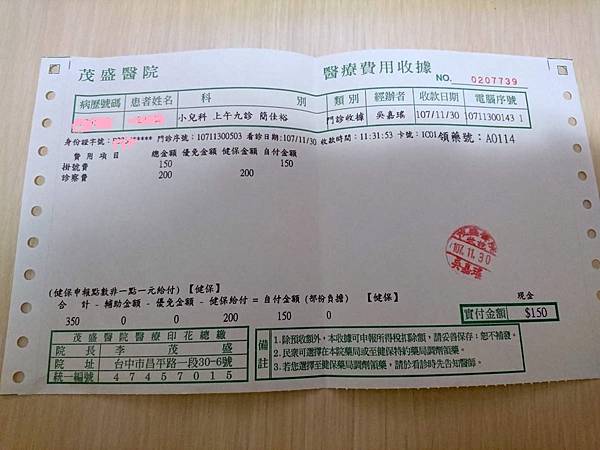 茂盛醫院 醫療費用收據 NO. 0207739
病歷號碼 患者姓名 科 別 類別 經辦者 收款日期 電腦序號
小兒科 上午九診 簡佳裕 門診收據 吳嘉瑤 107/11/30 0711300143 1
身份證字號: ****** 門診序號:10711300503 看診日期:107/11/30 收款時間:11:31:53 卡號:IC01 領藥號:A0114
費用項目 總金額 優免金額 健保金額 自付金額
掛號費 150 150
診察費 200 200
107.11.30
吳嘉瑤
(健保申報點數非一點一元給付)【健保】
合 計 - 補助金額 - 優免金額 - 健保給付 = 自付金額 (部份負擔) 【健保】 現金
350 0 0 200 150 0
實付金額 $150
茂盛醫院醫療印花總繳
院長 李茂盛
院址 台中市昌平路一段30-6號
統一編號 47457015
備註
1.除預收額外,本收據可申報所得稅扣除額,請妥善保存;恕不補發。
2.民眾可選擇在本院藥局或至健保特約藥局調劑領藥。
3.若您選擇至健保藥局調劑領藥,請於看診時先告知醫師。